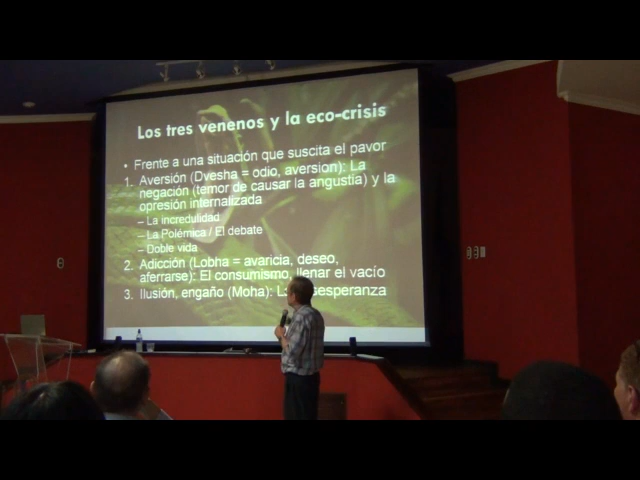 Los tres venenos y la eco-crisis
• Frente a una situación que suscita el pavor
1. Aversión (Dvesha = odio, aversion): La
negación (temor de causar la angustia) y la
opresión internalizada
– La incredulidad
– La Polémica / El debate
– Doble vida
2. Adicción (Lobha = avaricia, deseo,
aferrarse): El consumismo, llenar el vacío
3. Ilusión, engaño (Moha):